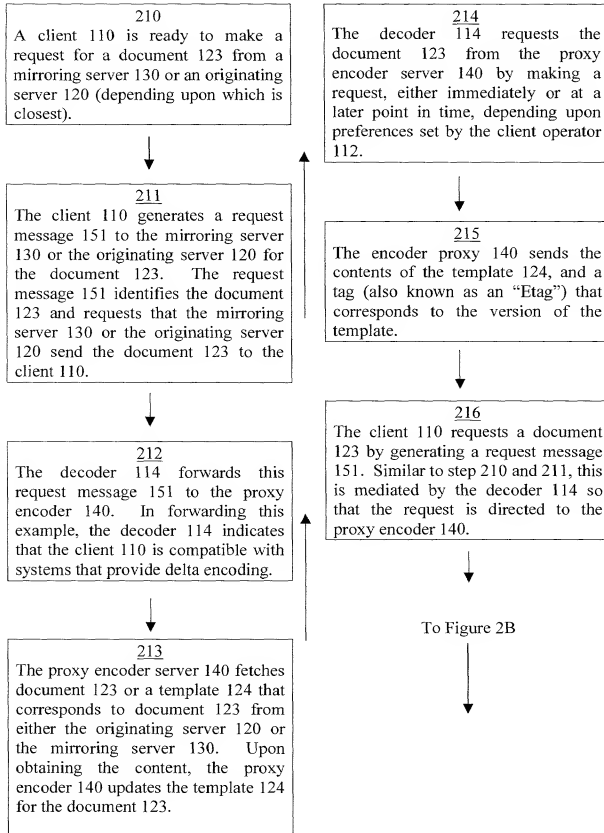 210
A client 110 is ready to make a
request for a document 123 from a
mirroring server 130 or an originating
server 120 (depending upon which is
closest).
211
The client 110 generates a request
message 151 to the mirroring server
130 or the originating server 120 for
the document 123. The request
message 151 identifies the document
123 and requests that the mirroring
server 130 or the originating server
120 send the document 123 to the
client 110.
212
The decoder 114 forwards this
request message 151 to the proxy
encoder 140. In forwarding this
example, the decoder 114 indicates
that the client 110 is compatible with
systems that provide delta encoding.
213
The proxy encoder server 140 fetches
document 123 or a template 124 that
corresponds to document 123 from
either the originating server 120 or
the mirroring server 130. Upon
obtaining the content, the proxy
encoder 140 updates the template 124
for the document 123.
214
The decoder 114 requests the
document 123 from the proxy
encoder server 140 by making a
request, either immediately or at a
later point in time, depending upon
preferences set by the client operator
112.
215
The encoder proxy 140 sends the
contents of the template 124, and a
tag (also known as an “Etag”) that
corresponds to the version of the
template.
216
The client 110 requests a document
123 by generating a request message
151. Similar to step 210 and 211, this
is mediated by the decoder 114 so
that the request is directed to the
proxy encoder 140.
To Figure 2B